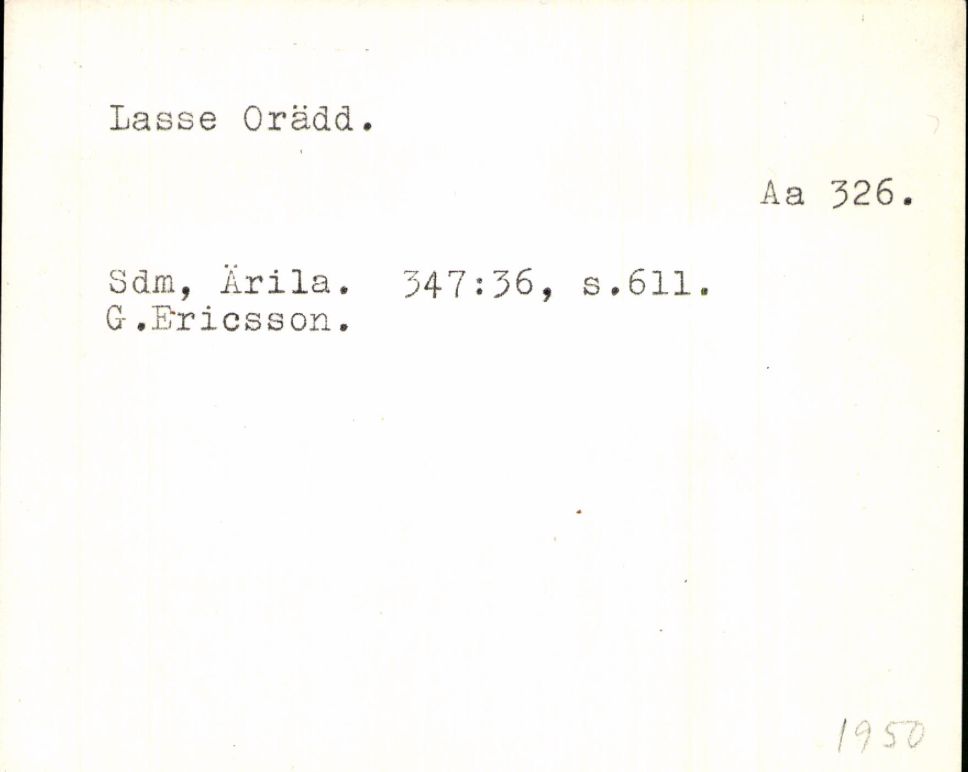 Lasse Orädd.
Aa 326.
Sdm, Ärila. 347:36, s.611.
G.Ericsson.
1950